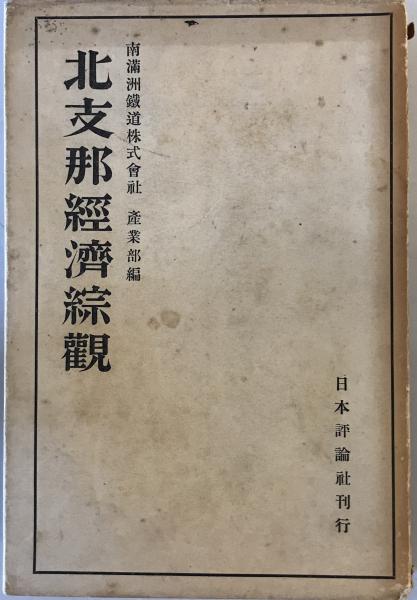 南滿洲鐵道株式會社 產業部編
北支那經濟綜觀
日本評論社刊行